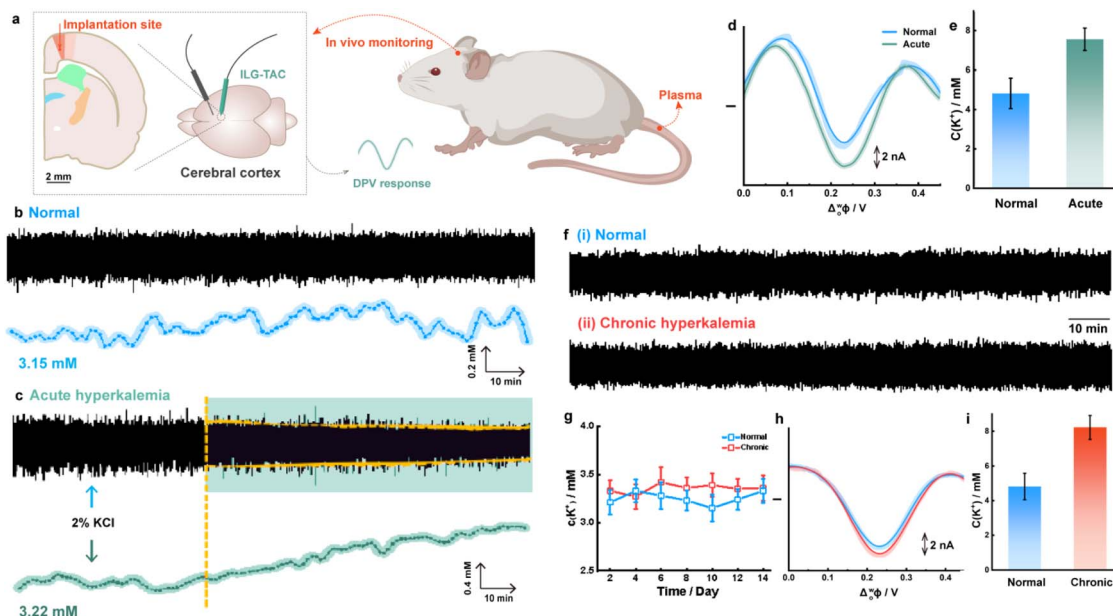 a
Implantation site
In vivo monitoring
ILG-TAC
Plasma
2 mm
Cerebral cortex
DPV response
d
Normal
Acute
I
2 nA
0.0 0.1 0.2 0.3 0.4
Δₒʷϕ / V
e
C(K⁺) / mM
8
6
4
2
0
Normal Acute
b Normal
3.15 mM
0.2 mM
10 min
c Acute hyperkalemia
2% KCl
3.22 mM
0.4 mM
10 min
f (i) Normal
(ii) Chronic hyperkalemia
10 min
g
Normal
Chronic
c(K⁺) / mM
4.0
3.5
3.0
2.5
2 4 6 8 10 12 14
Time / Day
h
I
2 nA
0.0 0.1 0.2 0.3 0.4
Δₒʷϕ / V
i
C(K⁺) / mM
8
6
4
2
0
Normal Chronic